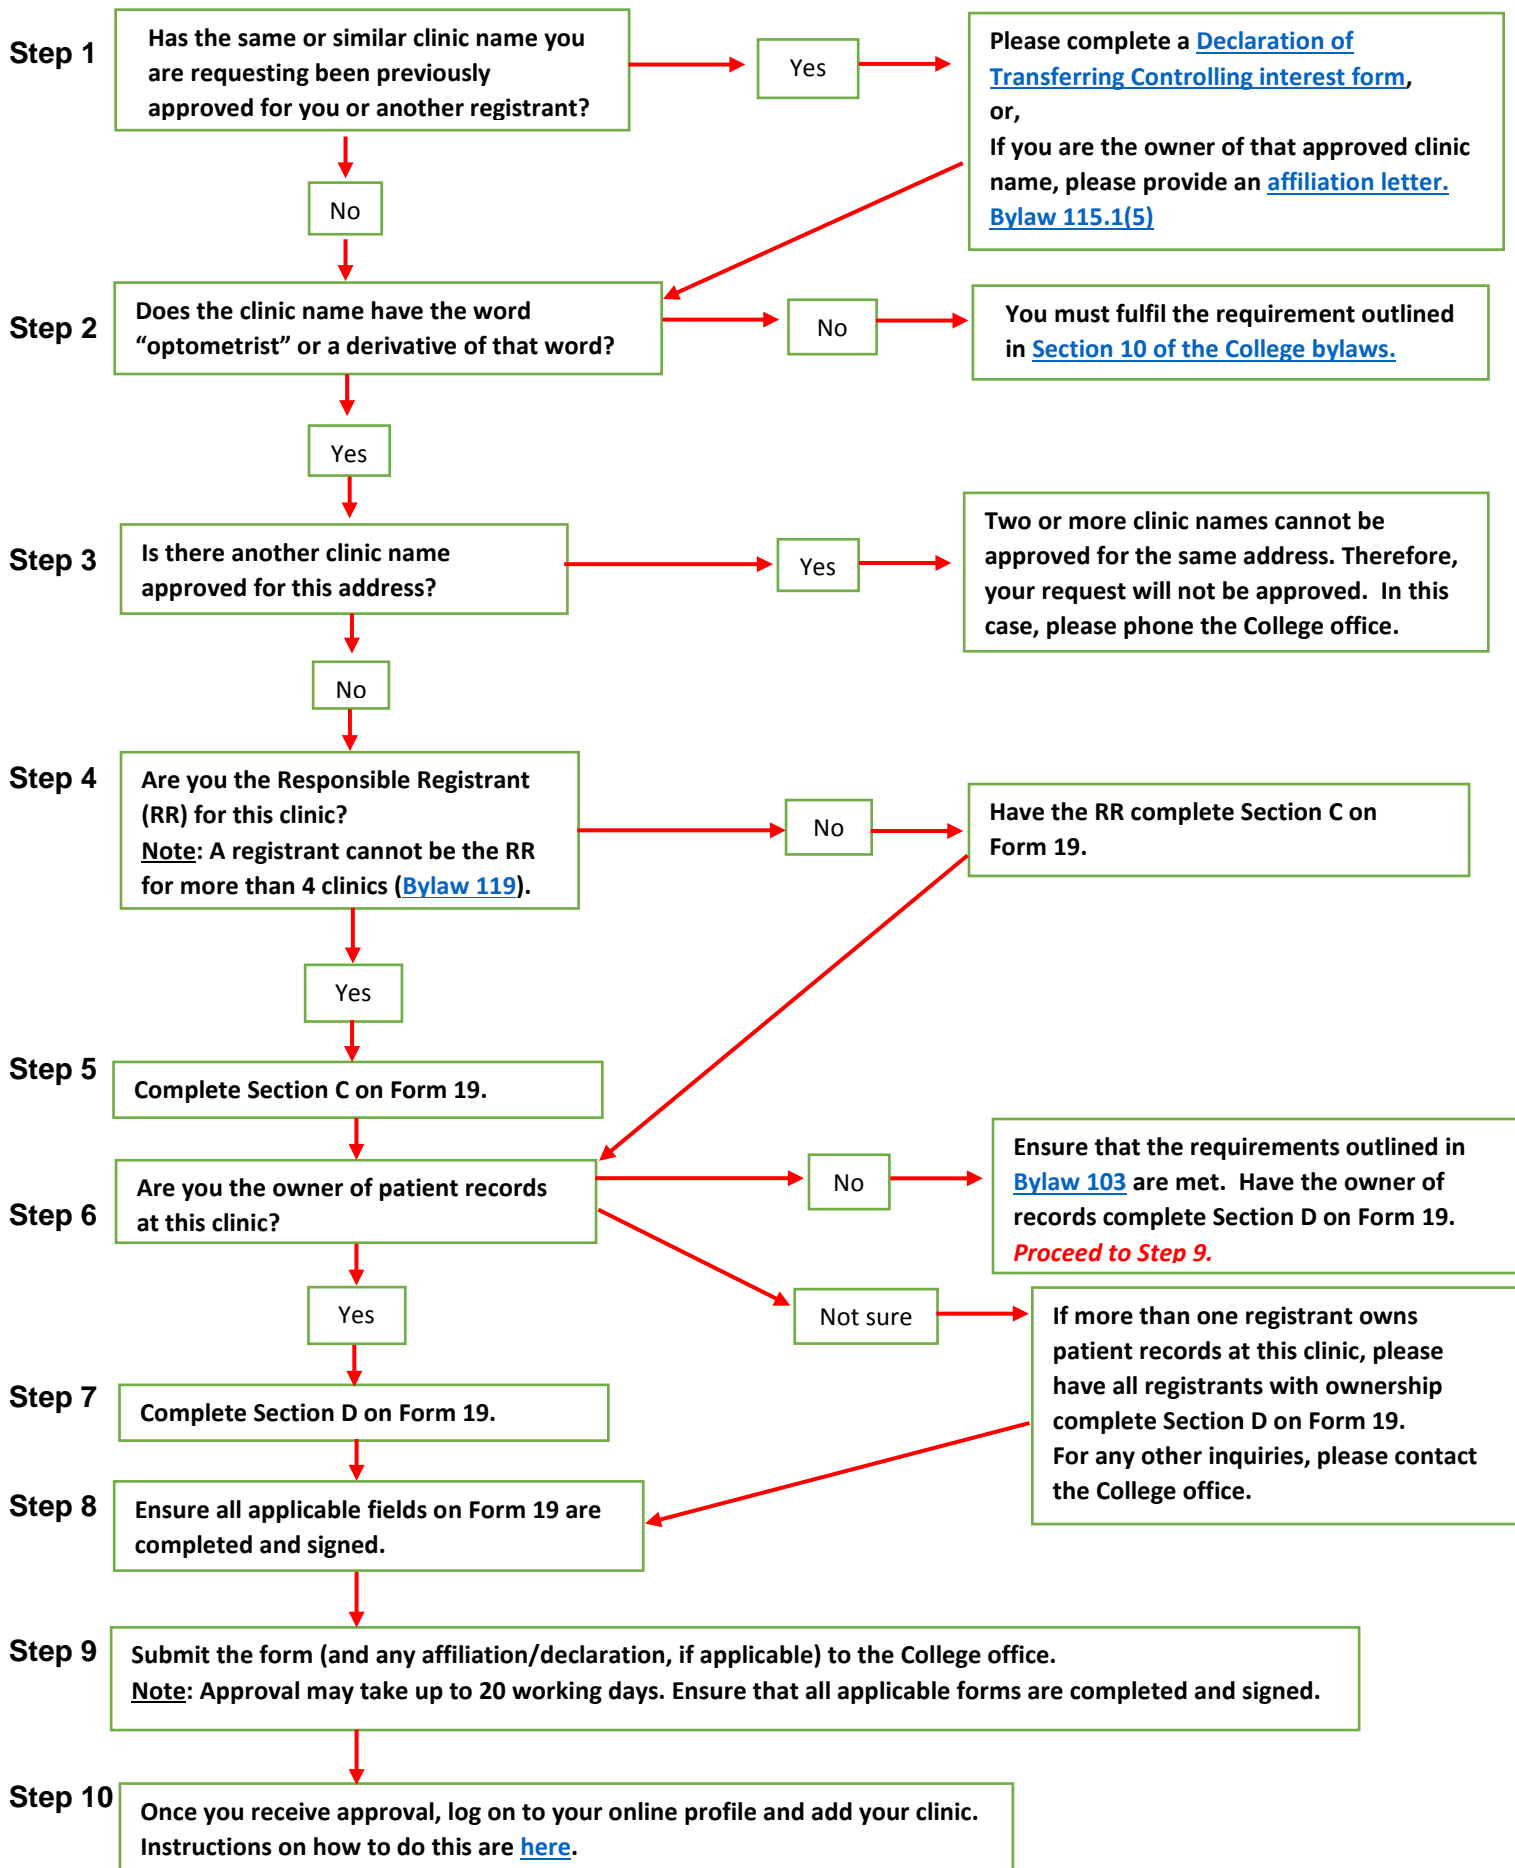 Step 1
Has the same or similar clinic name you
are requesting been previously
approved for you or another registrant?
Yes
Please complete a Declaration of
Transferring Controlling interest form,
or,
If you are the owner of that approved clinic
name, please provide an affiliation letter.
Bylaw 115.1(5)
No
Step 2
Does the clinic name have the word
“optometrist” or a derivative of that word?
No
You must fulfil the requirement outlined
in Section 10 of the College bylaws.
Yes
Step 3
Is there another clinic name
approved for this address?
Yes
Two or more clinic names cannot be
approved for the same address. Therefore,
your request will not be approved. In this
case, please phone the College office.
No
Step 4
Are you the Responsible Registrant
(RR) for this clinic?
Note: A registrant cannot be the RR
for more than 4 clinics (Bylaw 119).
No
Have the RR complete Section C on
Form 19.
Yes
Step 5
Complete Section C on Form 19.
Step 6
Are you the owner of patient records
at this clinic?
No
Ensure that the requirements outlined in
Bylaw 103 are met. Have the owner of
records complete Section D on Form 19.
Proceed to Step 9.
Not sure
If more than one registrant owns
patient records at this clinic, please
have all registrants with ownership
complete Section D on Form 19.
For any other inquiries, please contact
the College office.
Yes
Step 7
Complete Section D on Form 19.
Step 8
Ensure all applicable fields on Form 19 are
completed and signed.
Step 9
Submit the form (and any affiliation/declaration, if applicable) to the College office.
Note: Approval may take up to 20 working days. Ensure that all applicable forms are completed and signed.
Step 10
Once you receive approval, log on to your online profile and add your clinic.
Instructions on how to do this are here.